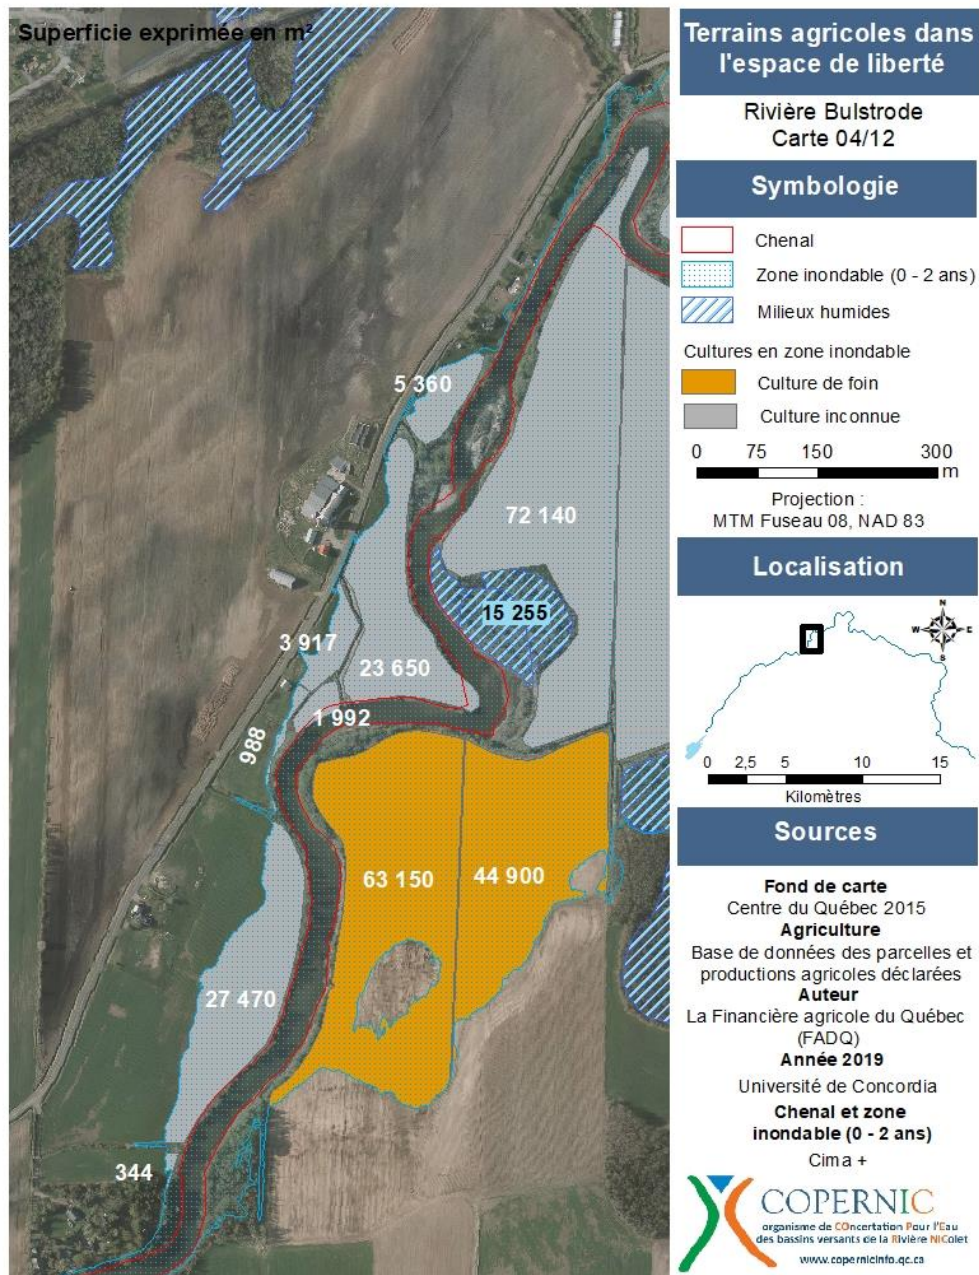 Superficie exprimée en m²
5 360
72 140
15 255
3 917
23 650
1 992
988
63 150
44 900
27 470
344
Terrains agricoles dans
l'espace de liberté
Rivière Bulstrode
Carte 04/12
Symbologie
Chenal
Zone inondable (0 - 2 ans)
Milieux humides
Cultures en zone inondable
Culture de foin
Culture inconnue
0 75 150 300
m
Projection :
MTM Fuseau 08, NAD 83
Localisation
N
W E
S
0 2,5 5 10 15
Kilomètres
Sources
Fond de carte
Centre du Québec 2015
Agriculture
Base de données des parcelles et
productions agricoles déclarées
Auteur
La Financière agricole du Québec
(FADQ)
Année 2019
Université de Concordia
Chenal et zone
inondable (0 - 2 ans)
Cima +
COPERNIC
organisme de COncertation Pour l'Eau
des bassins versants de la Rivière NIColet
www.copernicinfo.qc.ca